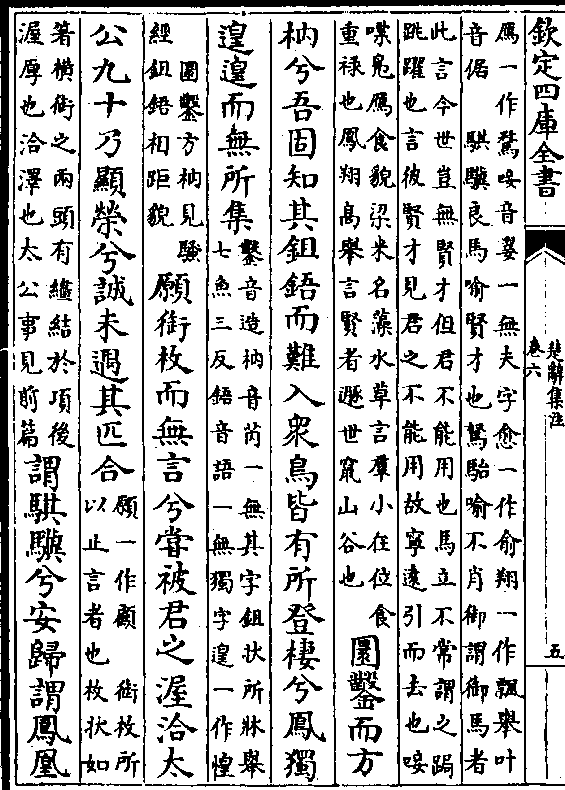 欽定四庫全書
楚辭集注
卷六
五
鴈一作鶩唼音妾一無夫字愈一作俞翔一作飄舉叶
音倨　騏驥良馬喻賢才也駑駘喻不肖御謂御馬者
此言今世豈無賢才但君不能用也馬立不常謂之跼
跳躍也言彼賢才見君之不能用故寧遠引而去也唼
喋鳧鴈食貌梁米名藻水草言羣小在位食
重祿也鳳翔高舉言賢者遯世竄山谷也
圜鑿而方
枘兮吾固知其鉏鋙而難入衆鳥皆有所登棲兮鳳獨
遑遑而無所集
鑿音造枘音芮一無其字鉏狀所牀舉
七魚三反鋙音語一無獨字遑一作惶
圜鑿方枘見騷
經鉏鋙相距貌
願銜枚而無言兮嘗被君之渥洽太
公九十乃顯榮兮誠未遇其匹合
願一作顧　銜枚所
以止言者也枚狀如
箸橫銜之兩頭有繣結於項後
渥厚也洽澤也太公事見前篇
謂騏驥兮安歸謂鳳凰